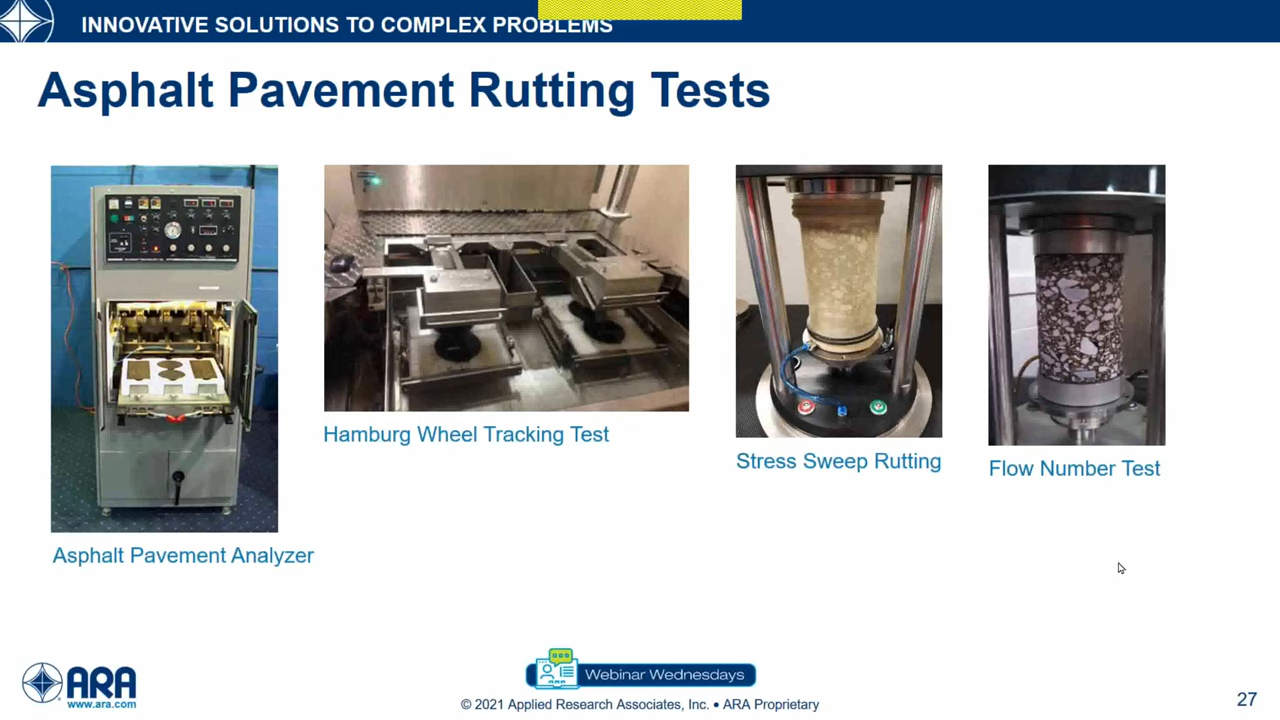 INNOVATIVE SOLUTIONS TO COMPLEX PROBLEMS
Asphalt Pavement Rutting Tests
Hamburg Wheel Tracking Test
Stress Sweep Rutting
Flow Number Test
Asphalt Pavement Analyzer
ARA
www.ara.com
Webinar Wednesdays
© 2021 Applied Research Associates, Inc. • ARA Proprietary
27